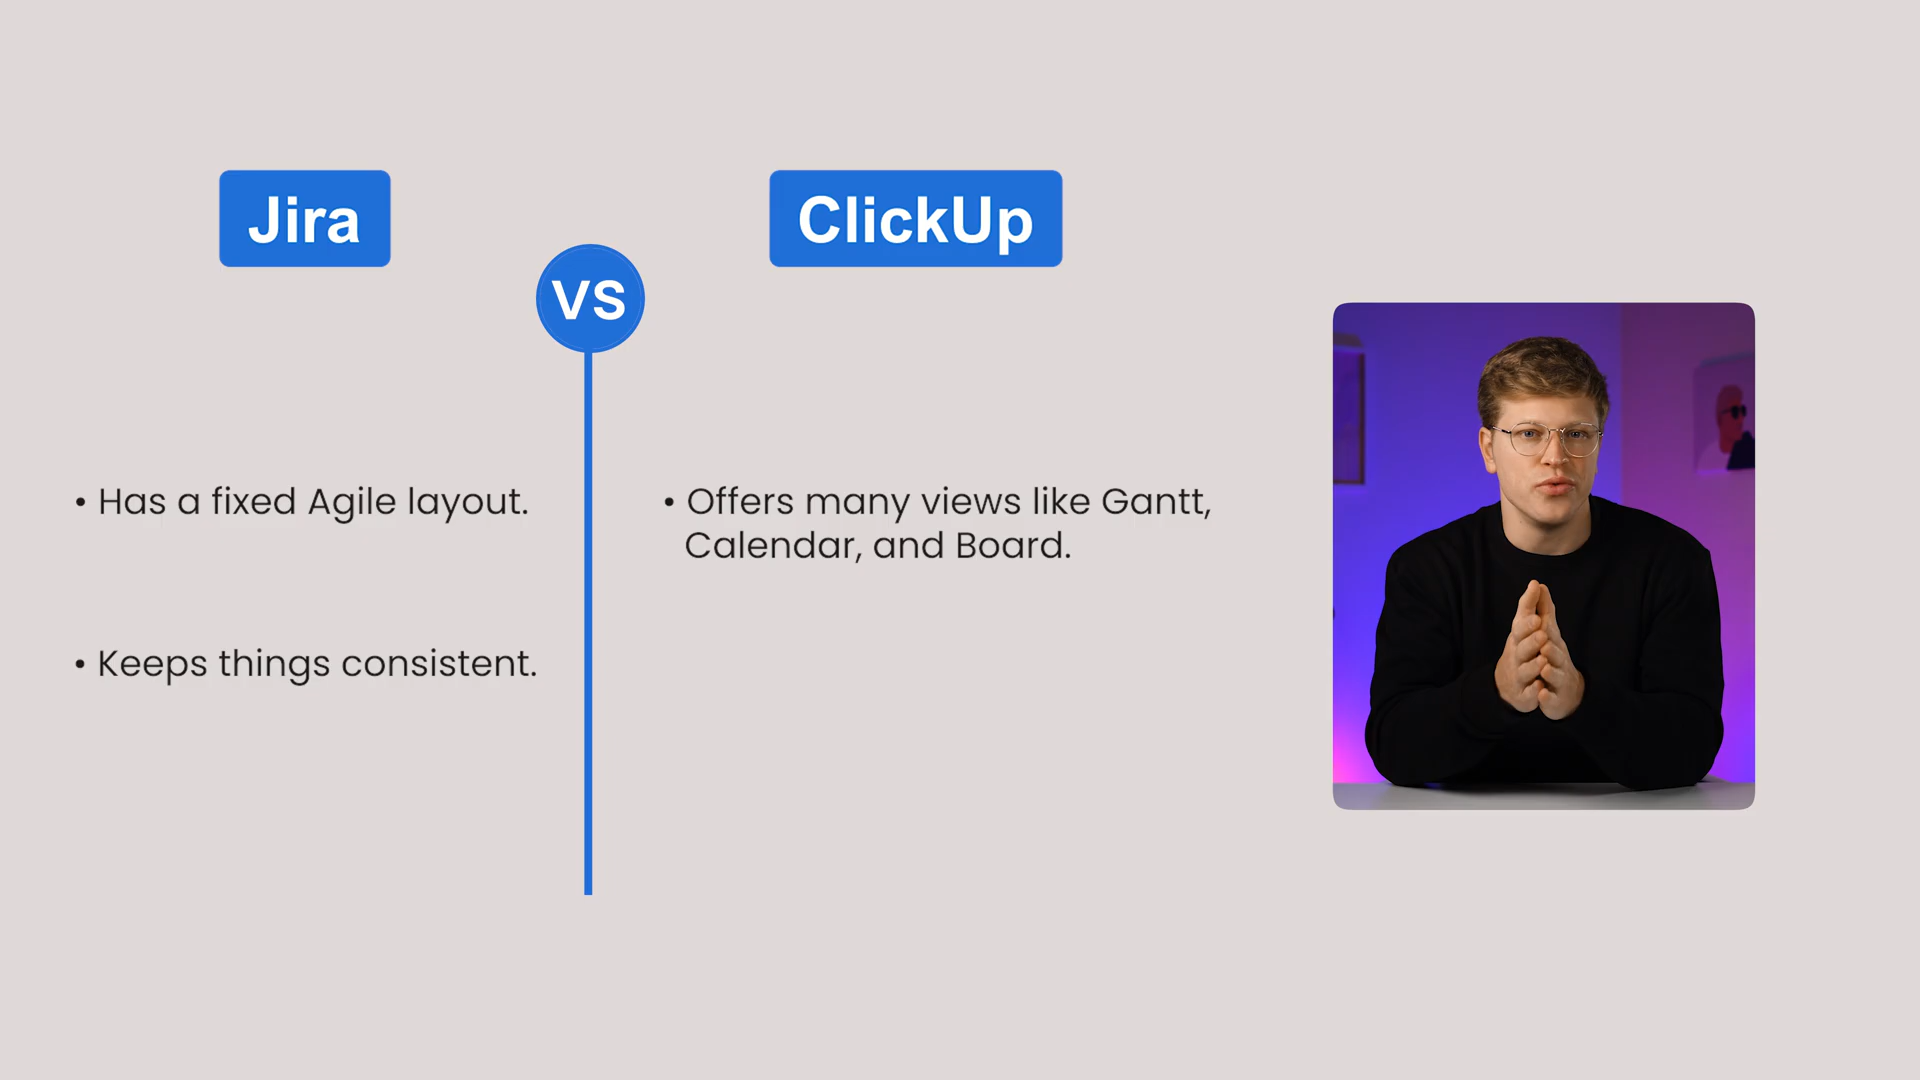 Jira
VS
ClickUp
• Has a fixed Agile layout.
• Keeps things consistent.
• Offers many views like Gantt,
Calendar, and Board.